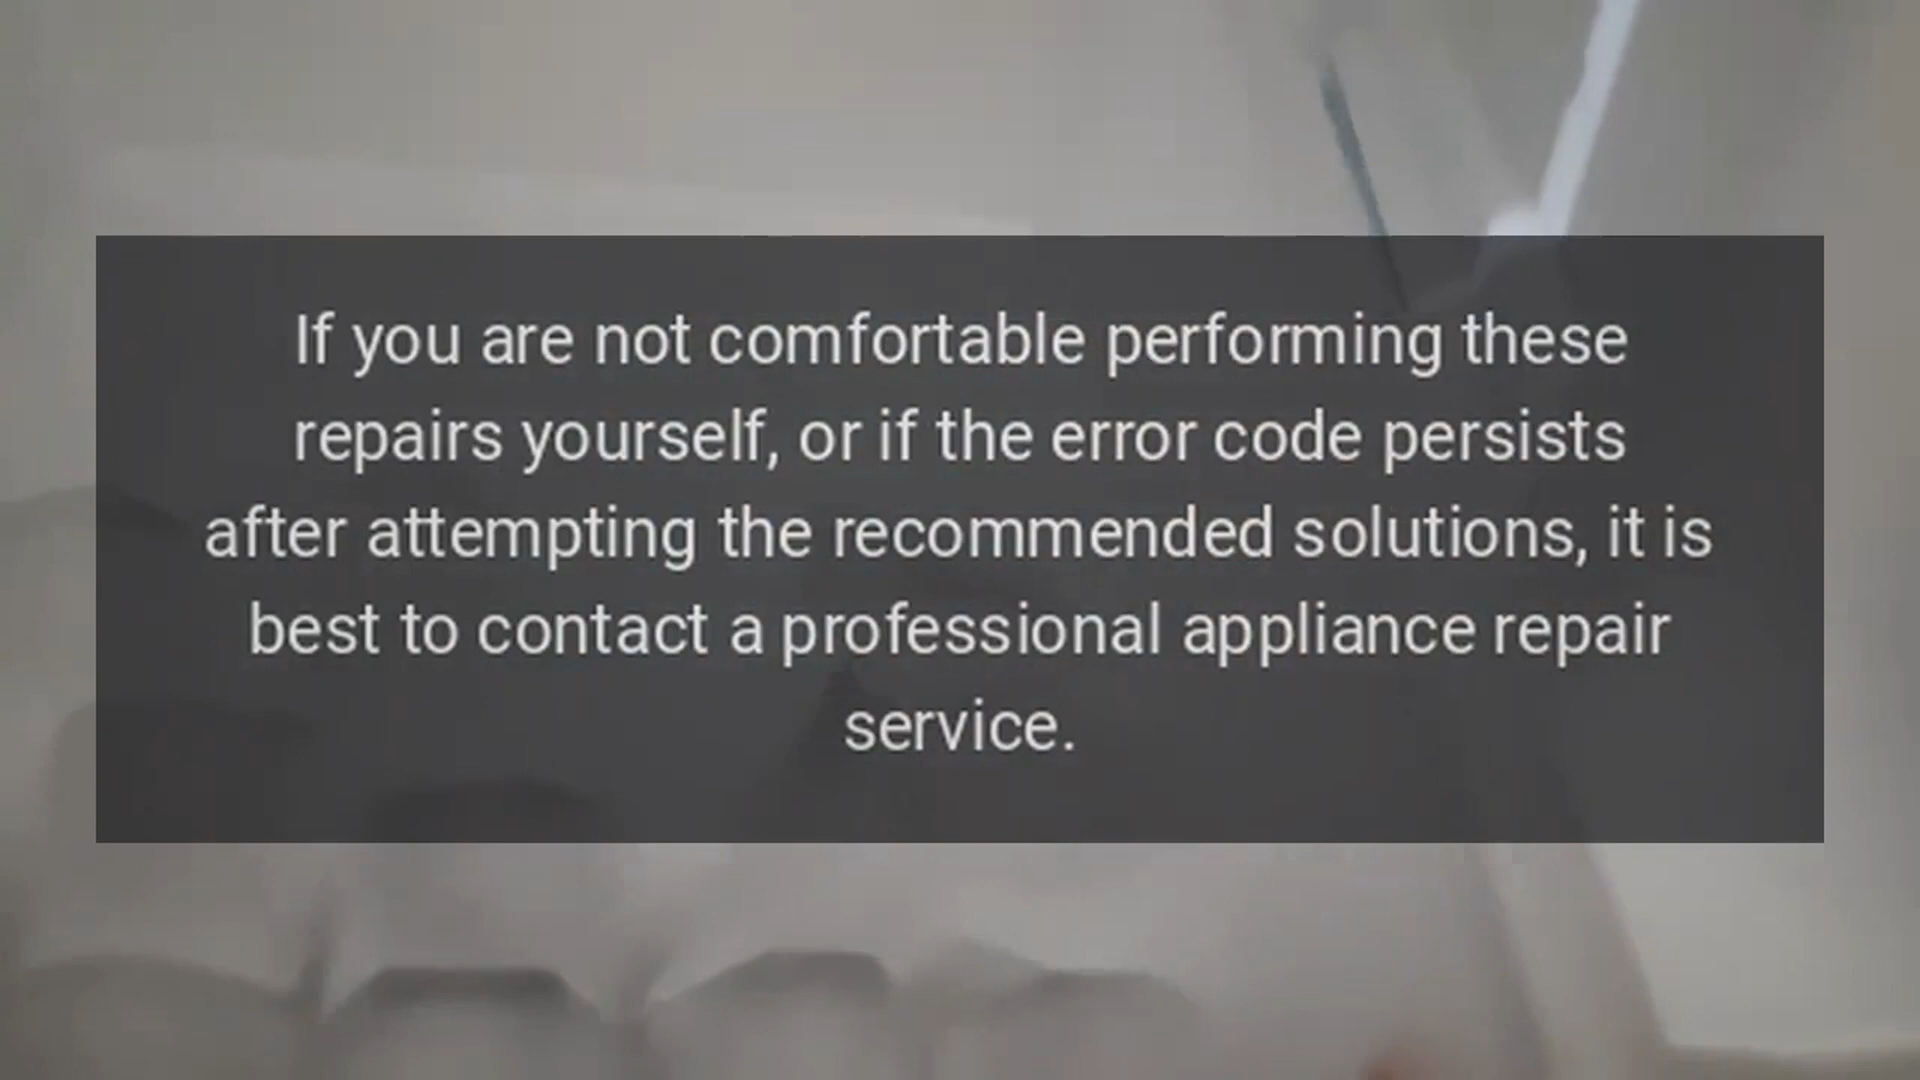 If you are not comfortable performing these
repairs yourself, or if the error code persists
after attempting the recommended solutions, it is
best to contact a professional appliance repair
service.